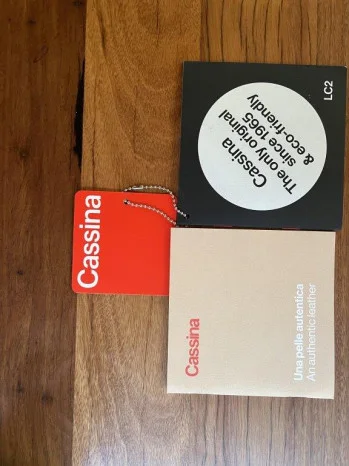 Cassina
The only original
since 1965
& eco-friendly
LC2
Cassina
Cassina
Una pelle autentica
An authentic leather